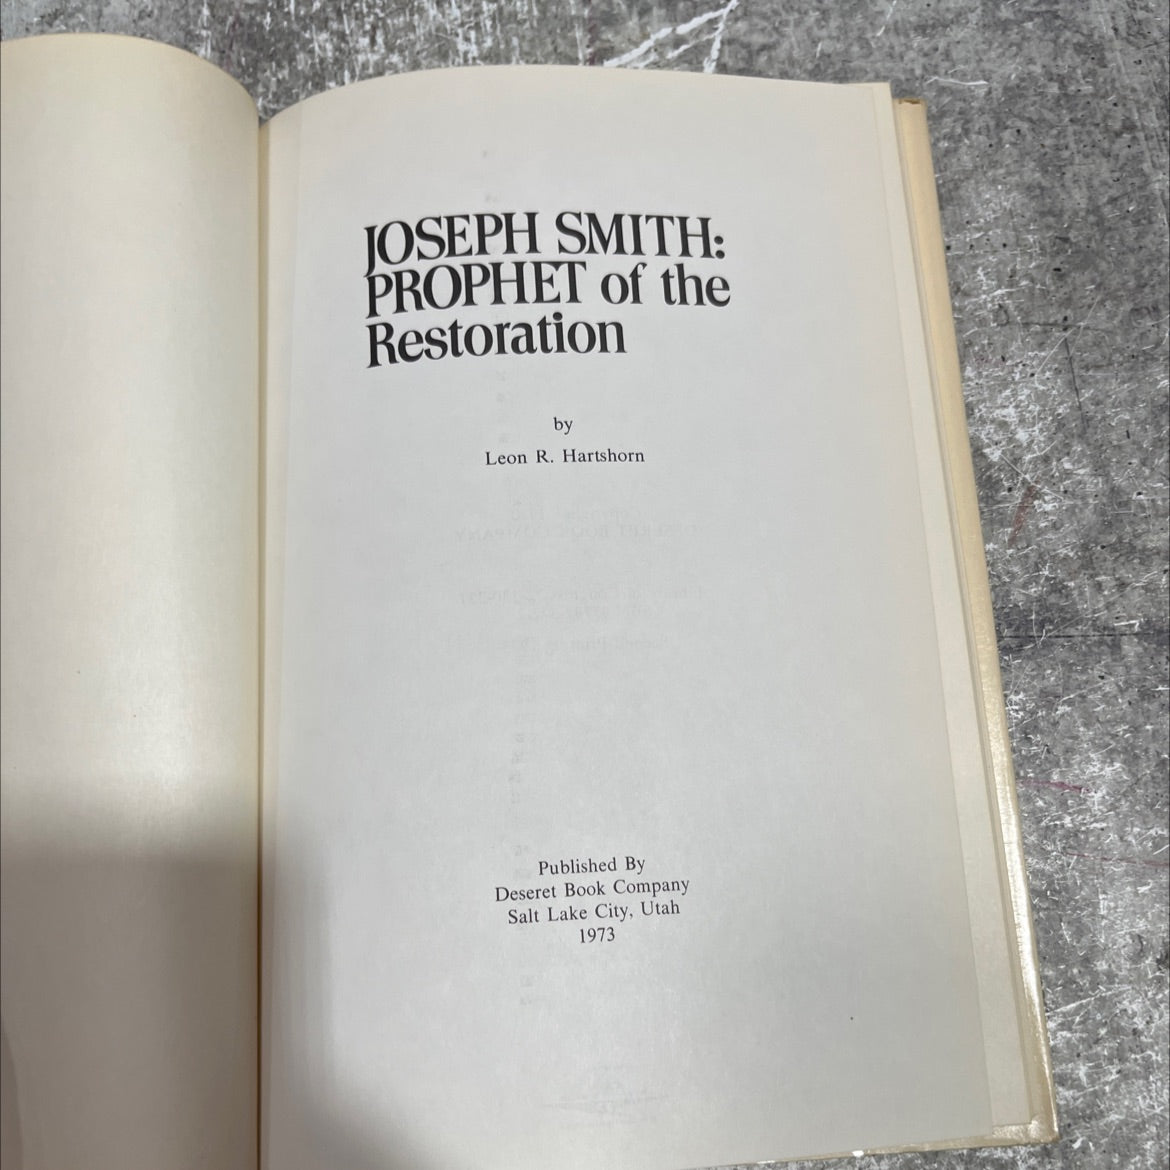 JOSEPH SMITH:
PROPHET of the
Restoration
by
Leon R. Hartshorn
Published By
Deseret Book Company
Salt Lake City, Utah
1973